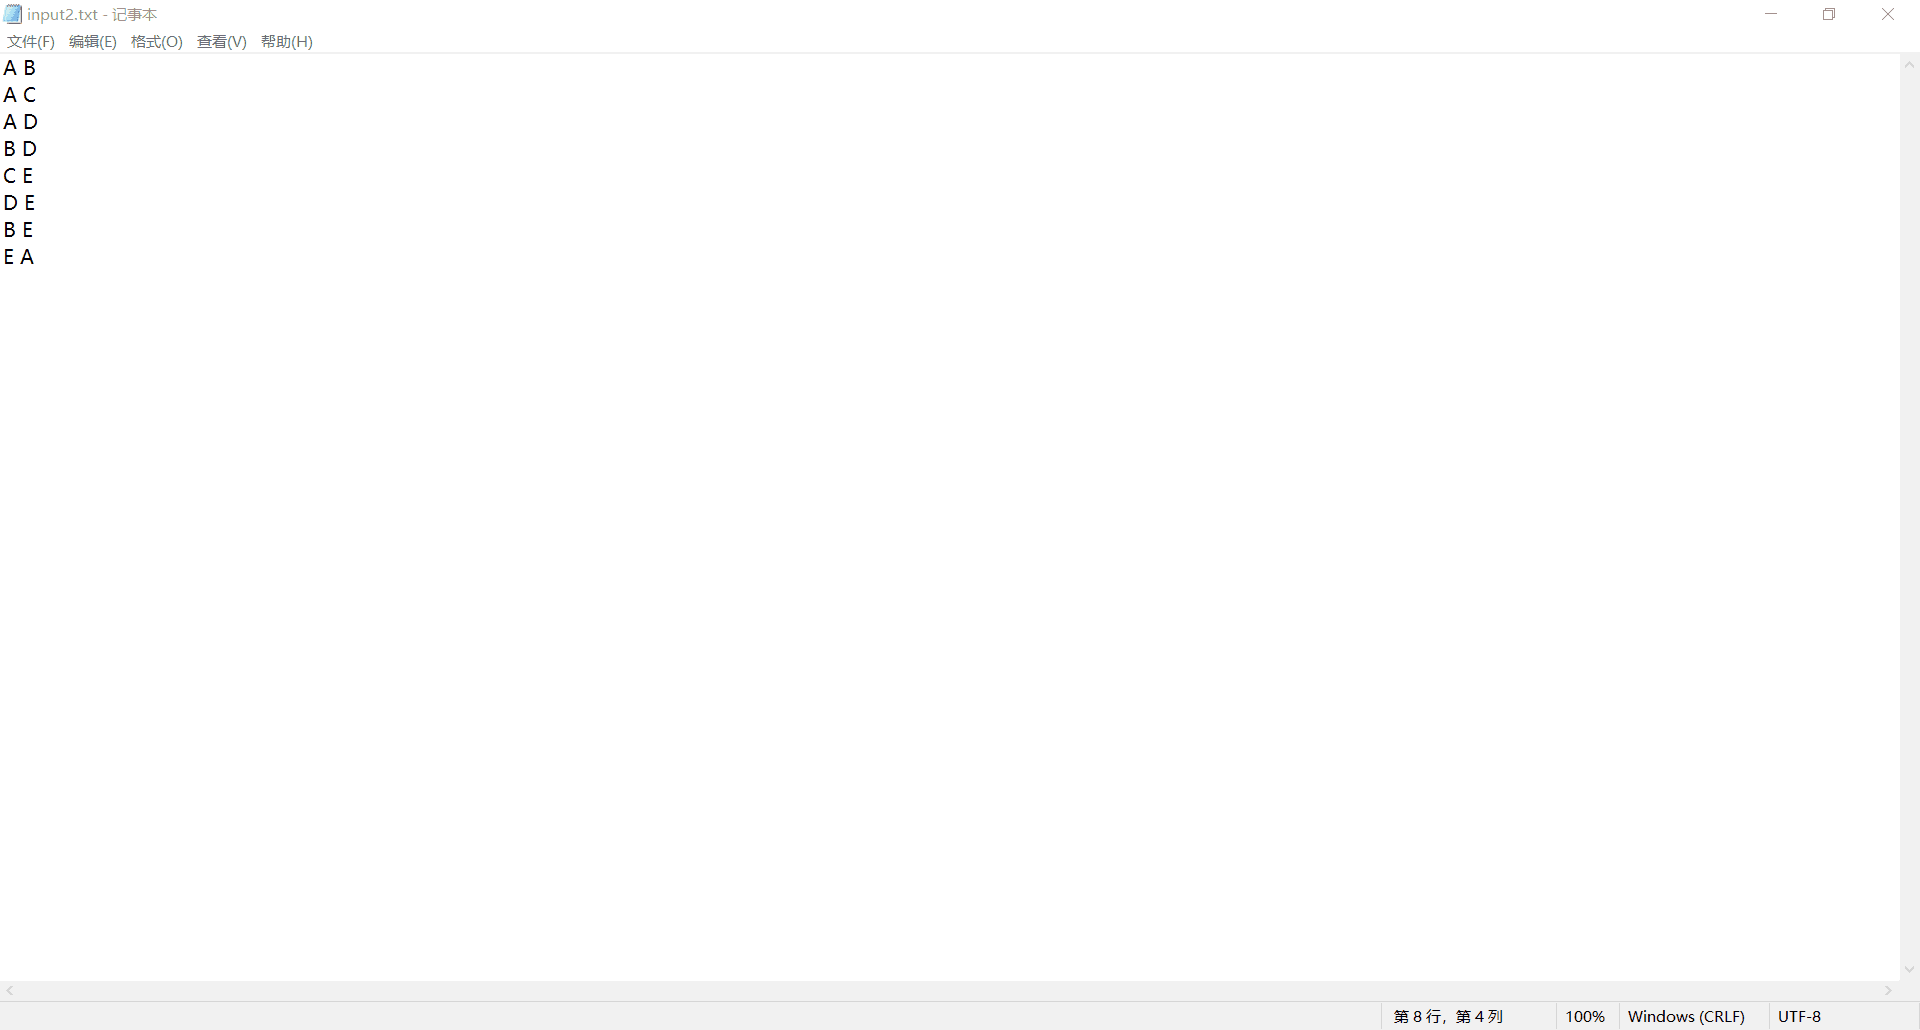 input2.txt - 记事本
文件(F) 编辑(E) 格式(O) 查看(V) 帮助(H)
A B
A C
A D
B D
C E
D E
B E
E A
第 8 行，第 4 列 100% Windows (CRLF) UTF-8